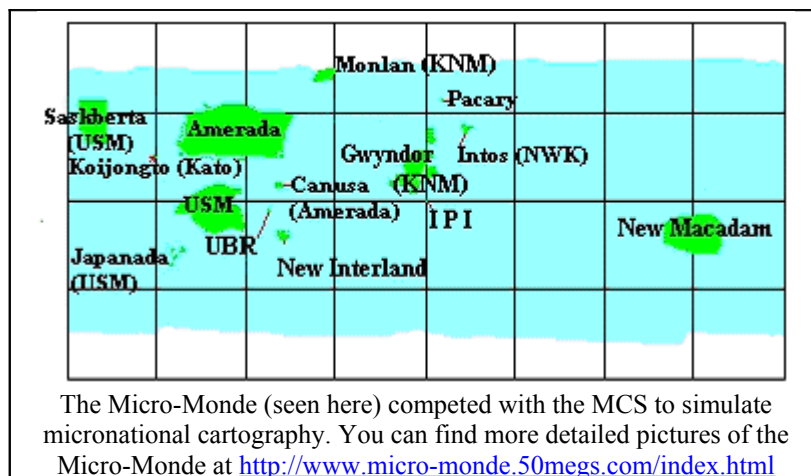 Monlan (KNM)
Pacary
Saskberta
(USM)
Amerada
Koijongto (Kato)
Gwyndor
(KNM)
Intos (NWK)
Canusa
(Amerada)
USM
UBR
I P I
New Macadam
Japanada
(USM)
New Interland
The Micro-Monde (seen here) competed with the MCS to simulate
micronational cartography. You can find more detailed pictures of the
Micro-Monde at http://www.micro-monde.50megs.com/index.html